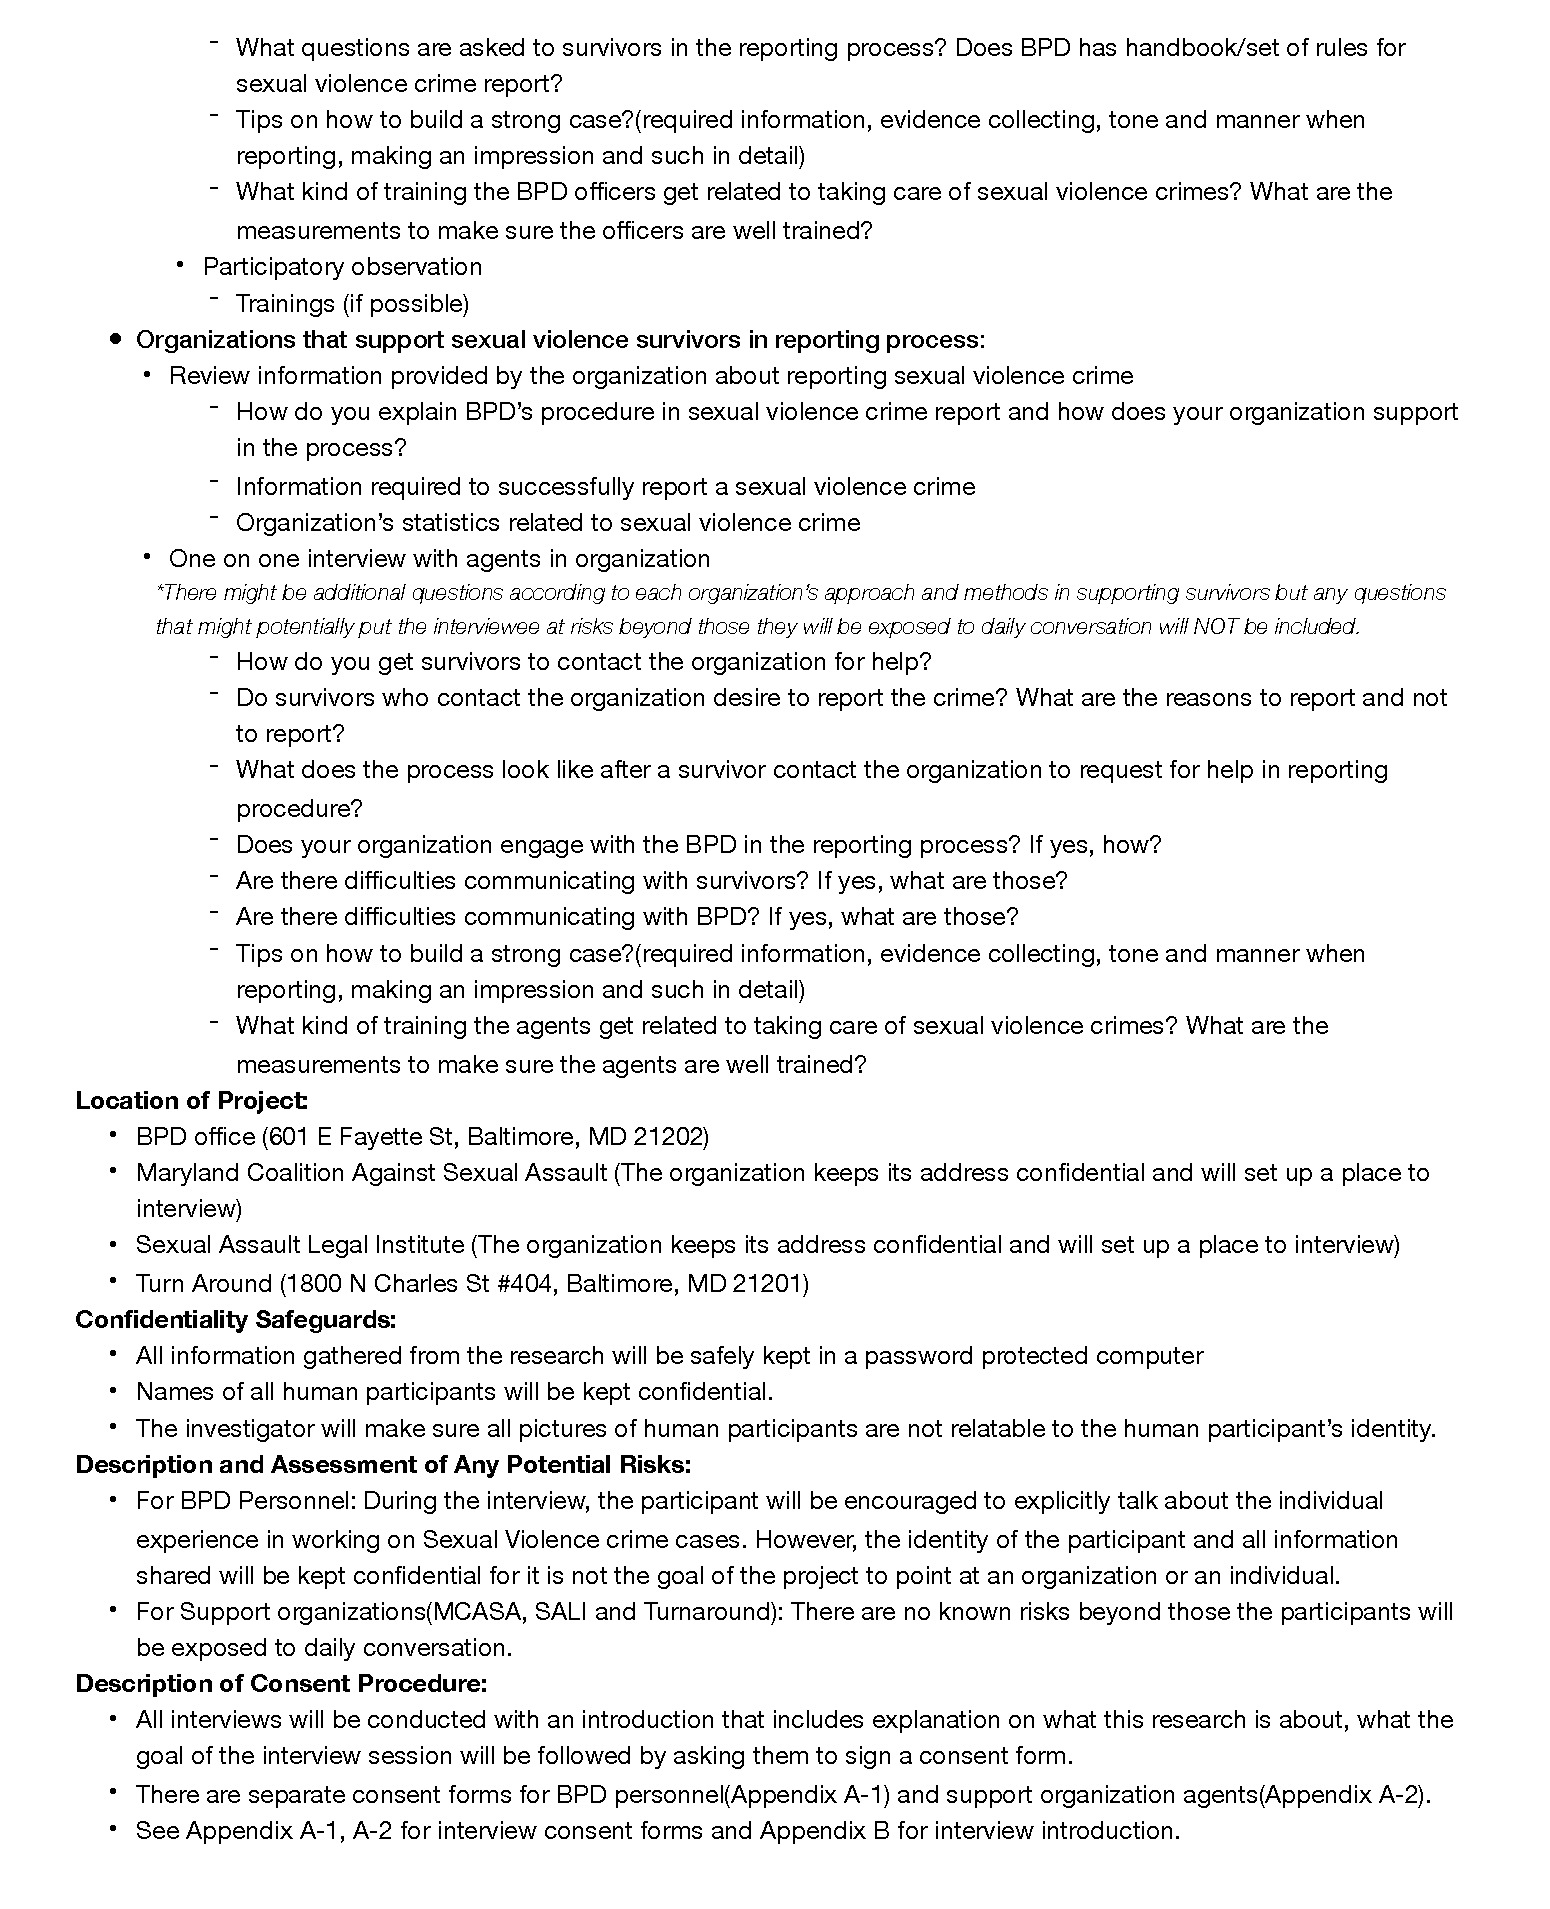 - What questions are asked to survivors in the reporting process? Does BPD has handbook/set of rules for
sexual violence crime report?
- Tips on how to build a strong case?(required information, evidence collecting, tone and manner when
reporting, making an impression and such in detail)
- What kind of training the BPD officers get related to taking care of sexual violence crimes? What are the
measurements to make sure the officers are well trained?
• Participatory observation
- Trainings (if possible)
• Organizations that support sexual violence survivors in reporting process:
• Review information provided by the organization about reporting sexual violence crime
- How do you explain BPD's procedure in sexual violence crime report and how does your organization support
in the process?
- Information required to successfully report a sexual violence crime
- Organization's statistics related to sexual violence crime
• One on one interview with agents in organization
*There might be additional questions according to each organization's approach and methods in supporting survivors but any questions
that might potentially put the interviewee at risks beyond those they will be exposed to daily conversation will NOT be included.
- How do you get survivors to contact the organization for help?
- Do survivors who contact the organization desire to report the crime? What are the reasons to report and not
to report?
- What does the process look like after a survivor contact the organization to request for help in reporting
procedure?
- Does your organization engage with the BPD in the reporting process? If yes, how?
- Are there difficulties communicating with survivors? If yes, what are those?
- Are there difficulties communicating with BPD? If yes, what are those?
- Tips on how to build a strong case?(required information, evidence collecting, tone and manner when
reporting, making an impression and such in detail)
- What kind of training the agents get related to taking care of sexual violence crimes? What are the
measurements to make sure the agents are well trained?
Location of Project:
• BPD office (601 E Fayette St, Baltimore, MD 21202)
• Maryland Coalition Against Sexual Assault (The organization keeps its address confidential and will set up a place to
interview)
• Sexual Assault Legal Institute (The organization keeps its address confidential and will set up a place to interview)
• Turn Around (1800 N Charles St #404, Baltimore, MD 21201)
Confidentiality Safeguards:
• All information gathered from the research will be safely kept in a password protected computer
• Names of all human participants will be kept confidential.
• The investigator will make sure all pictures of human participants are not relatable to the human participant's identity.
Description and Assessment of Any Potential Risks:
• For BPD Personnel: During the interview, the participant will be encouraged to explicitly talk about the individual
experience in working on Sexual Violence crime cases. However, the identity of the participant and all information
shared will be kept confidential for it is not the goal of the project to point at an organization or an individual.
• For Support organizations(MCASA, SALI and Turnaround): There are no known risks beyond those the participants will
be exposed to daily conversation.
Description of Consent Procedure:
• All interviews will be conducted with an introduction that includes explanation on what this research is about, what the
goal of the interview session will be followed by asking them to sign a consent form.
• There are separate consent forms for BPD personnel(Appendix A-1) and support organization agents(Appendix A-2).
• See Appendix A-1, A-2 for interview consent forms and Appendix B for interview introduction.